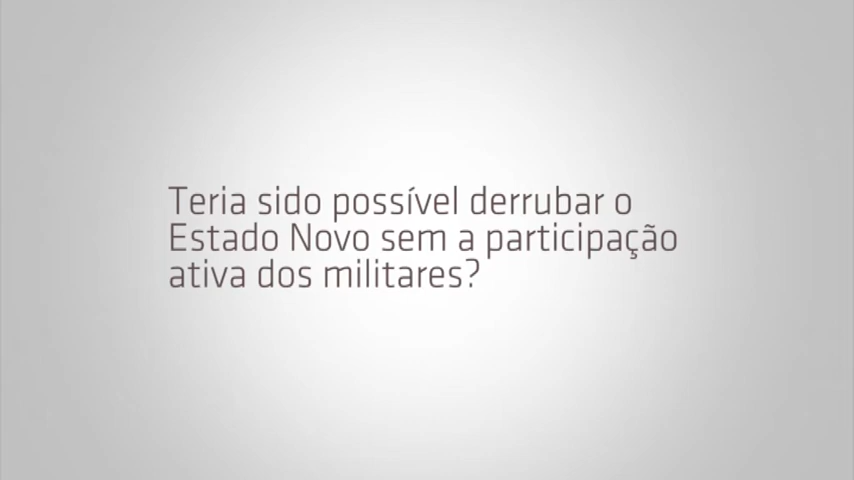 Teria sido possível derrubar o
Estado Novo sem a participação
ativa dos militares?